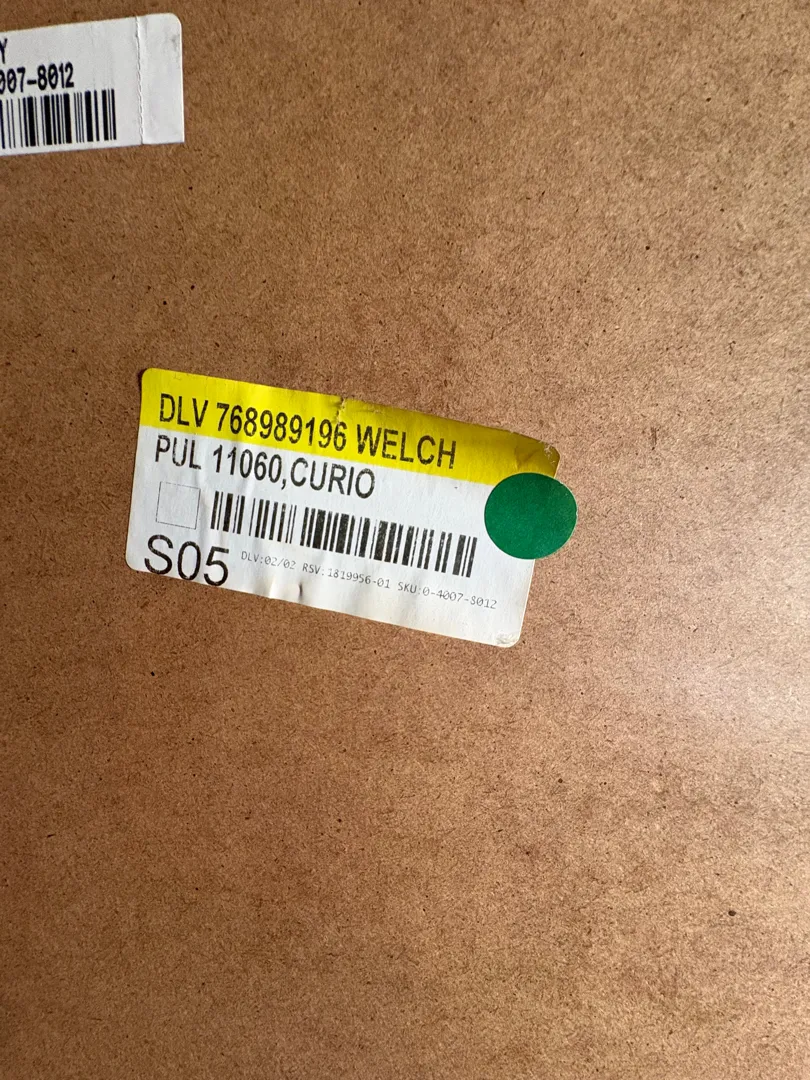 Y
007-8012
DLV 768989196 WELCH
PUL 11060,CURIO
S05
DLV:02/02 RSV:1819956-01 SKU:0-4007-8012